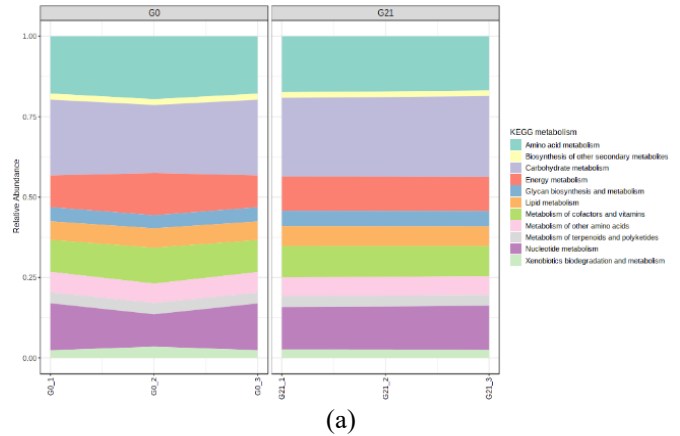 G0
G21
1.00
0.75
0.50
0.25
0.00
Relative Abundance
G0_1
G0_2
G0_3
G21_1
G21_2
G21_3
KEGG metabolism
Amino acid metabolism
Biosynthesis of other secondary metabolites
Carbohydrate metabolism
Energy metabolism
Glycan biosynthesis and metabolism
Lipid metabolism
Metabolism of cofactors and vitamins
Metabolism of other amino acids
Metabolism of terpenoids and polyketides
Nucleotide metabolism
Xenobiotics biodegradation and metabolism
(a)